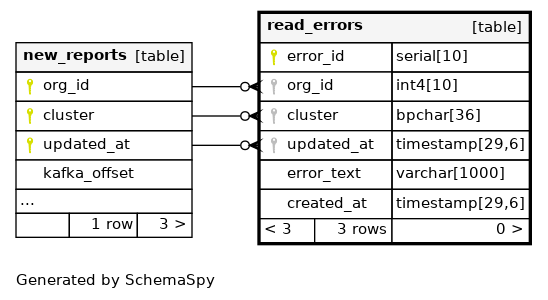 new_reports [table]
org_id
cluster
updated_at
kafka_offset
...
1 row 3 >
read_errors [table]
error_id serial[10]
org_id int4[10]
cluster bpchar[36]
updated_at timestamp[29,6]
error_text varchar[1000]
created_at timestamp[29,6]
< 3 3 rows 0 >
Generated by SchemaSpy